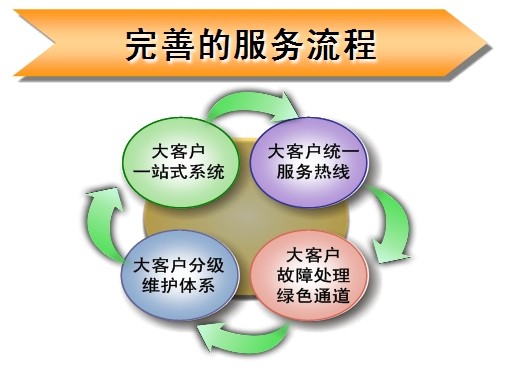 完善的服务流程
大客户
一站式系统
大客户统一
服务热线
大客户分级
维护体系
大客户
故障处理
绿色通道